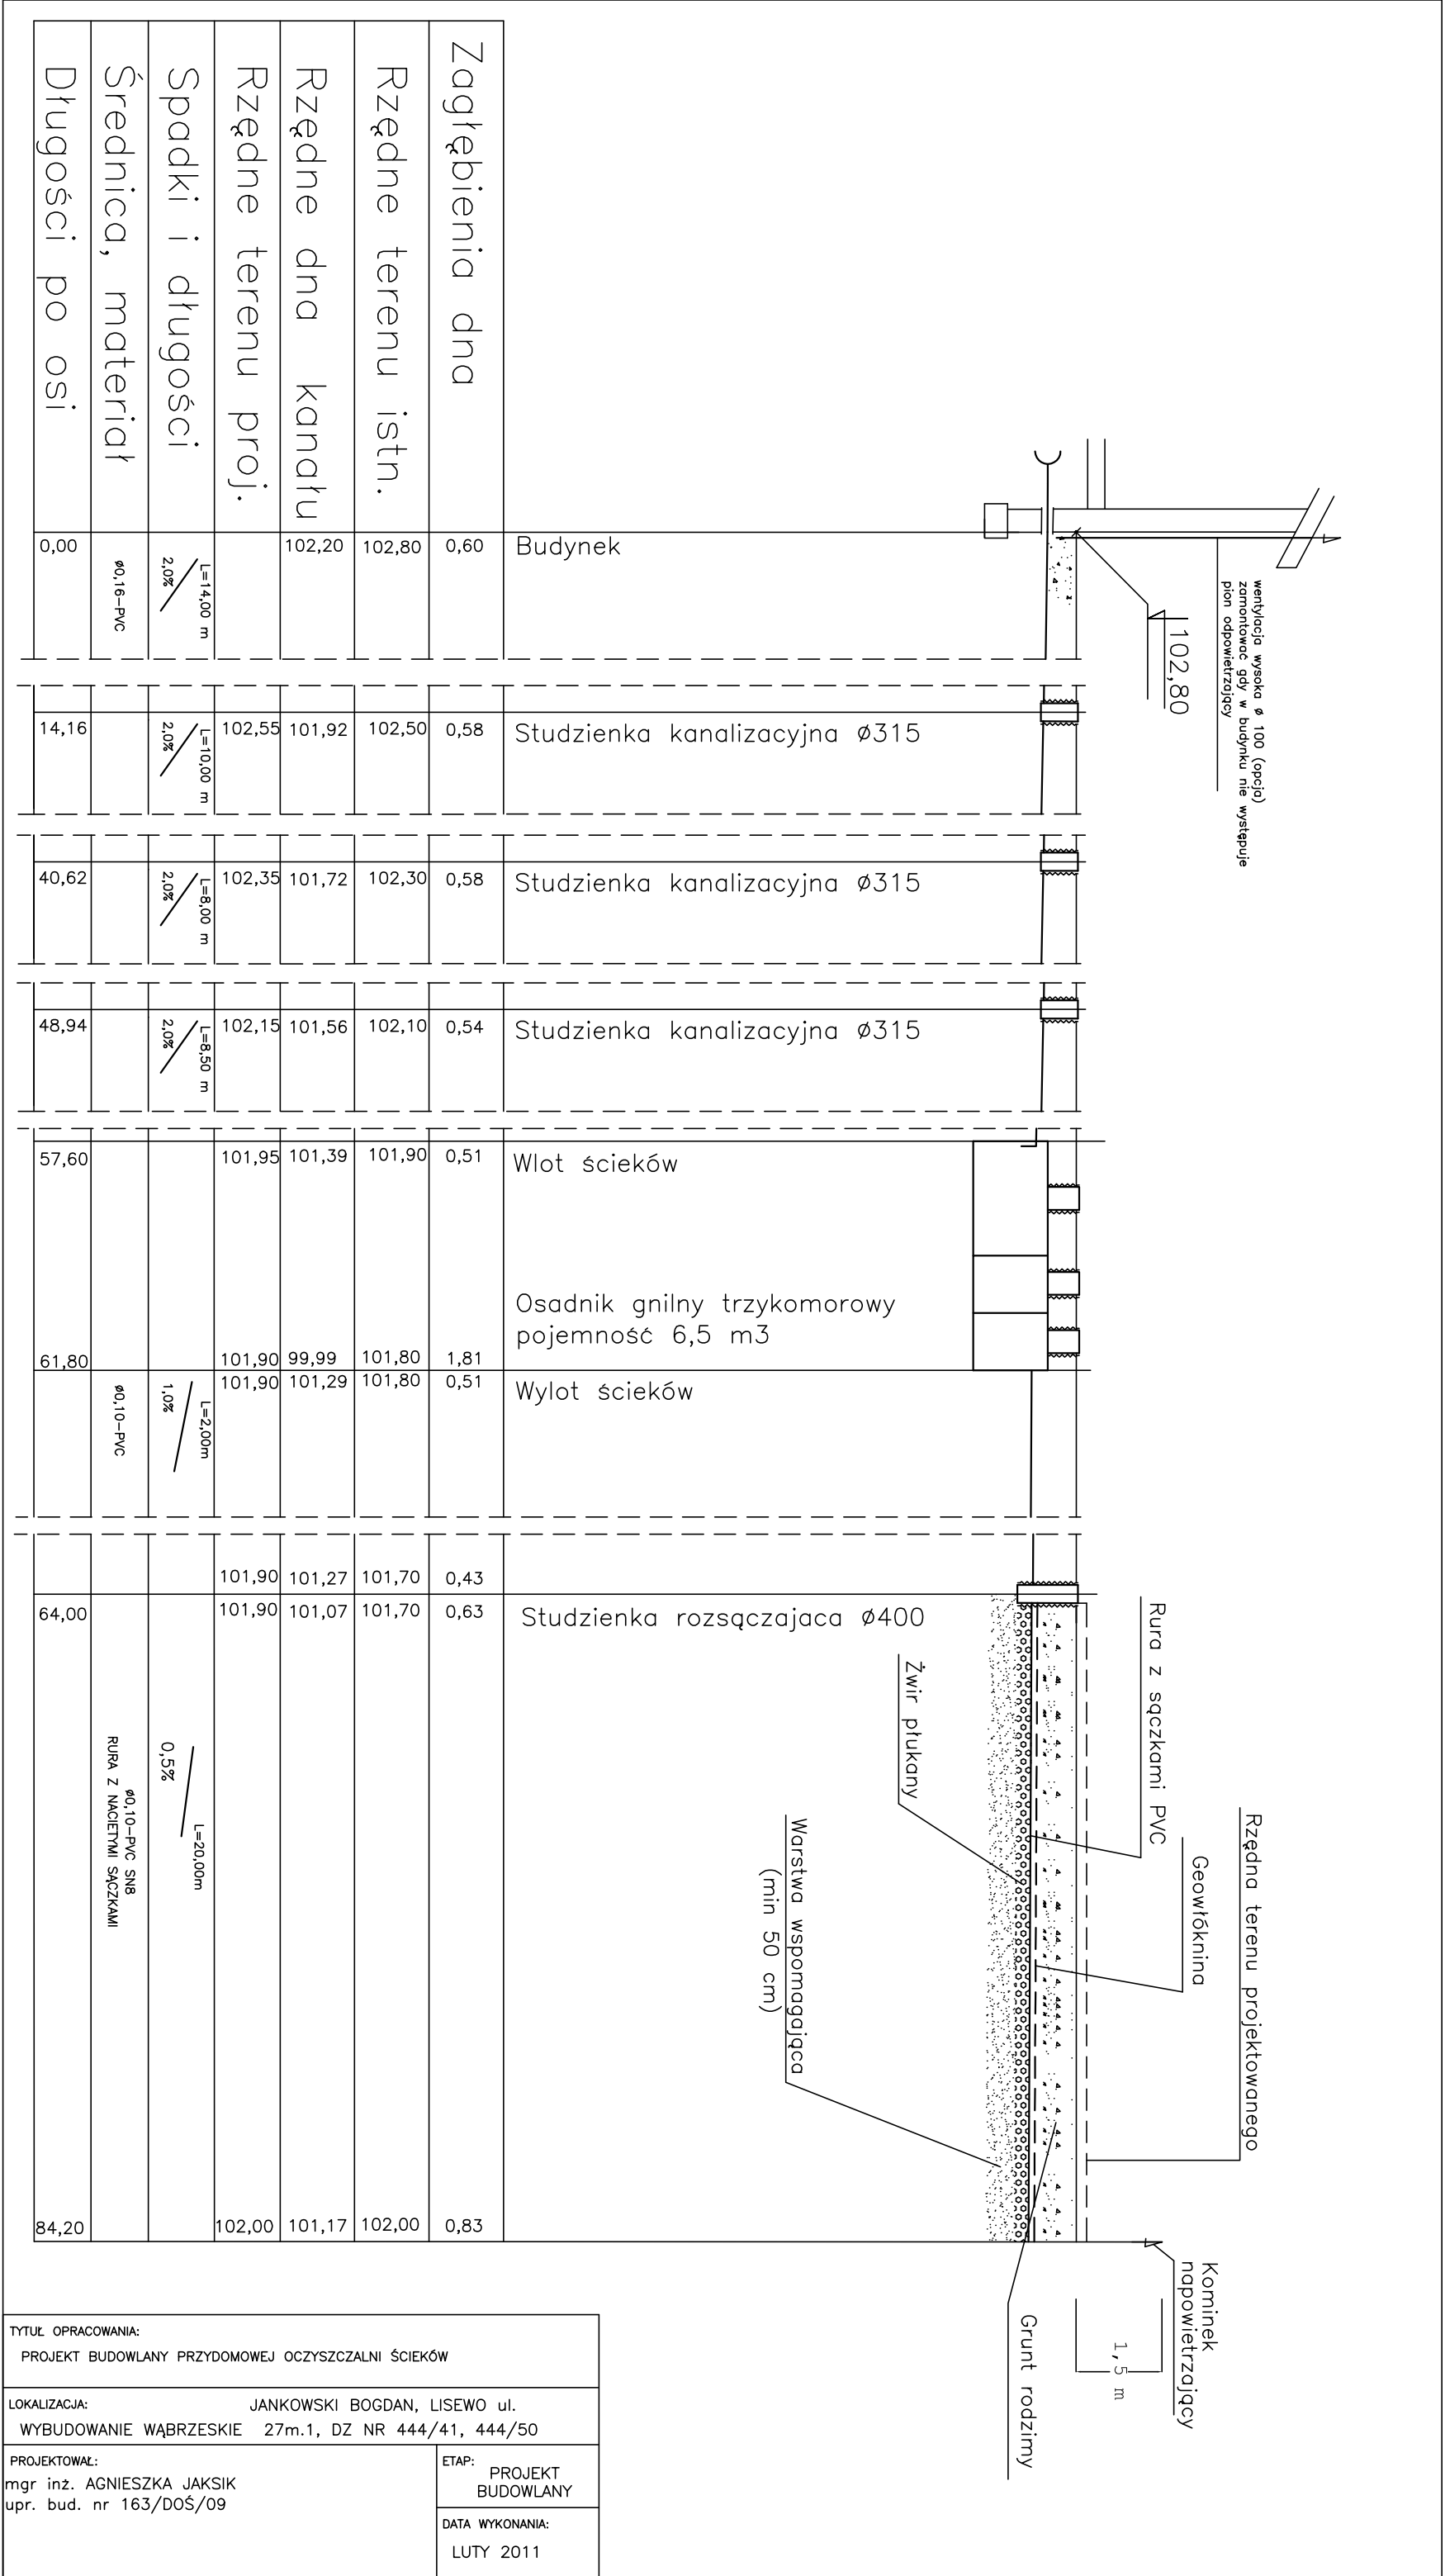 Zagłębienia dna
Rzędne terenu istn.
Rzędne dna kanału
Rzędne terenu proj.
Spadki i długości
Średnica, materiał
Długości po osi
wentylacja wysoka ø 100 (opcja)
zamontować gdy w budynku nie występuje
pion odpowietrzający
102,80
0,00
ø0,16-PVC
L=14,00 m
2,0%
102,20
102,80
0,60
Budynek
14,16
L=10,00 m
2,0%
102,55
101,92
102,50
0,58
Studzienka kanalizacyjna ø315
40,62
L=8,00 m
2,0%
102,35
101,72
102,30
0,58
Studzienka kanalizacyjna ø315
48,94
L=8,50 m
2,0%
102,15
101,56
102,10
0,54
Studzienka kanalizacyjna ø315
57,60
101,95
101,39
101,90
0,51
Wlot ścieków
Osadnik gnilny trzykomorowy
pojemność 6,5 m3
61,80
101,90
99,99
101,80
1,81
ø0,10-PVC
L=2,00m
1,0%
101,90
101,29
101,80
0,51
Wylot ścieków
101,90
101,27
101,70
0,43
64,00
101,90
101,07
101,70
0,63
Studzienka rozsączajaca ø400
Rura z sączkami PVC
Geowłóknina
Rzędna terenu projektowanego
Żwir płukany
Warstwa wspomagająca
(min 50 cm)
L=20,00m
0,5%
ø0,10-PVC SN8
RURA Z NACIETYMI SĄCZKAMI
84,20
102,00
101,17
102,00
0,83
Kominek
napowietrzający
1,5 m
Grunt rodzimy
TYTUŁ OPRACOWANIA:
PROJEKT BUDOWLANY PRZYDOMOWEJ OCZYSZCZALNI ŚCIEKÓW
LOKALIZACJA: JANKOWSKI BOGDAN, LISEWO ul.
WYBUDOWANIE WĄBRZESKIE 27m.1, DZ NR 444/41, 444/50
PROJEKTOWAŁ:
mgr inż. AGNIESZKA JAKSIK
upr. bud. nr 163/DOŚ/09
ETAP:
PROJEKT
BUDOWLANY
DATA WYKONANIA:
LUTY 2011